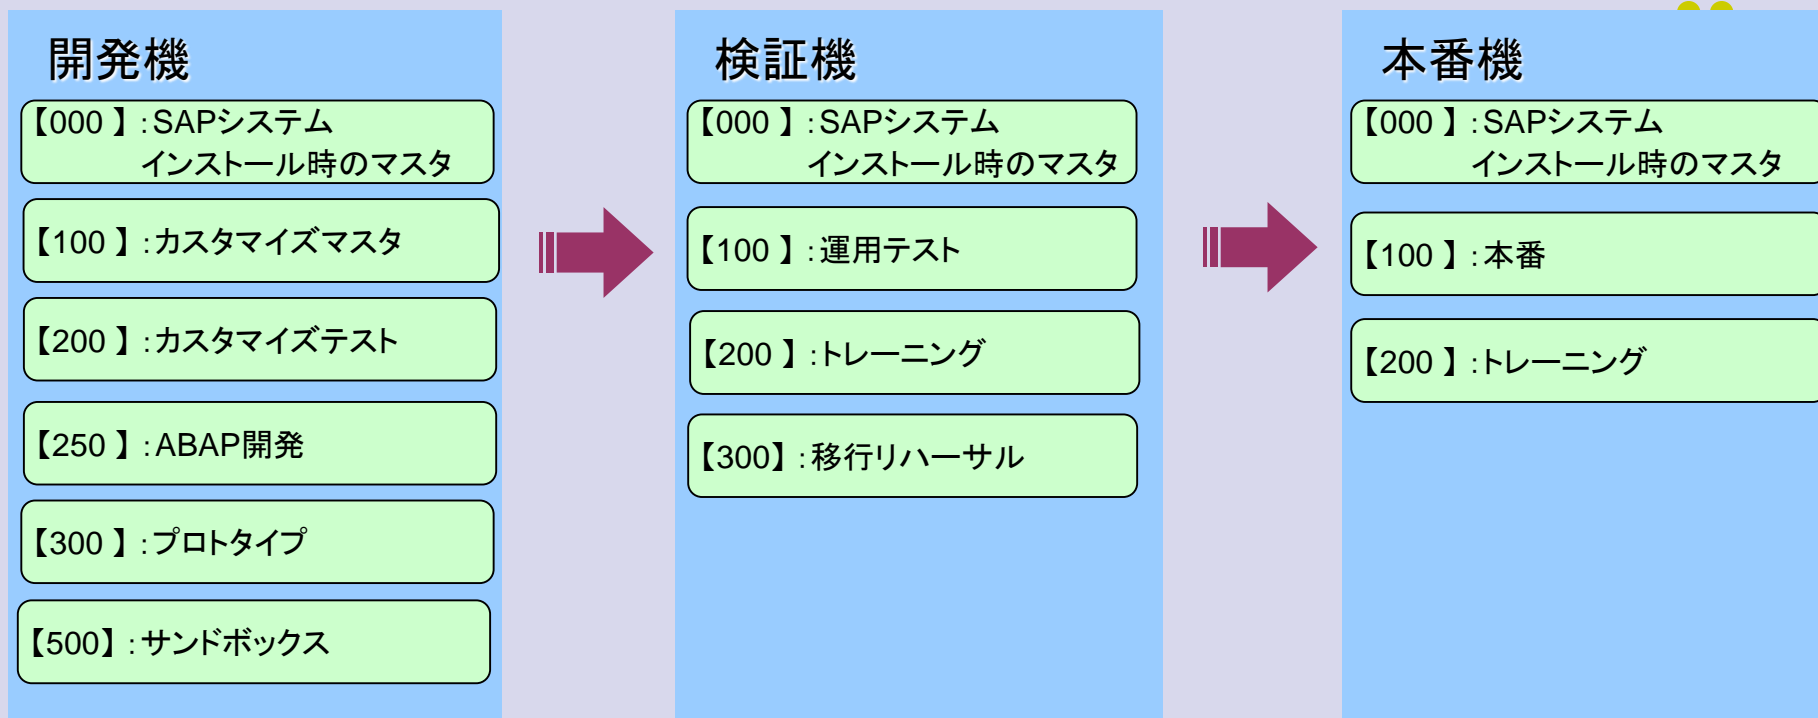 開発機
【000 】:SAPシステム
インストール時のマスタ
【100 】:カスタマイズマスタ
【200 】:カスタマイズテスト
【250 】:ABAP開発
【300 】:プロトタイプ
【500】:サンドボックス
検証機
【000 】:SAPシステム
インストール時のマスタ
【100 】:運用テスト
【200 】:トレーニング
【300】:移行リハーサル
本番機
【000 】:SAPシステム
インストール時のマスタ
【100 】:本番
【200 】:トレーニング